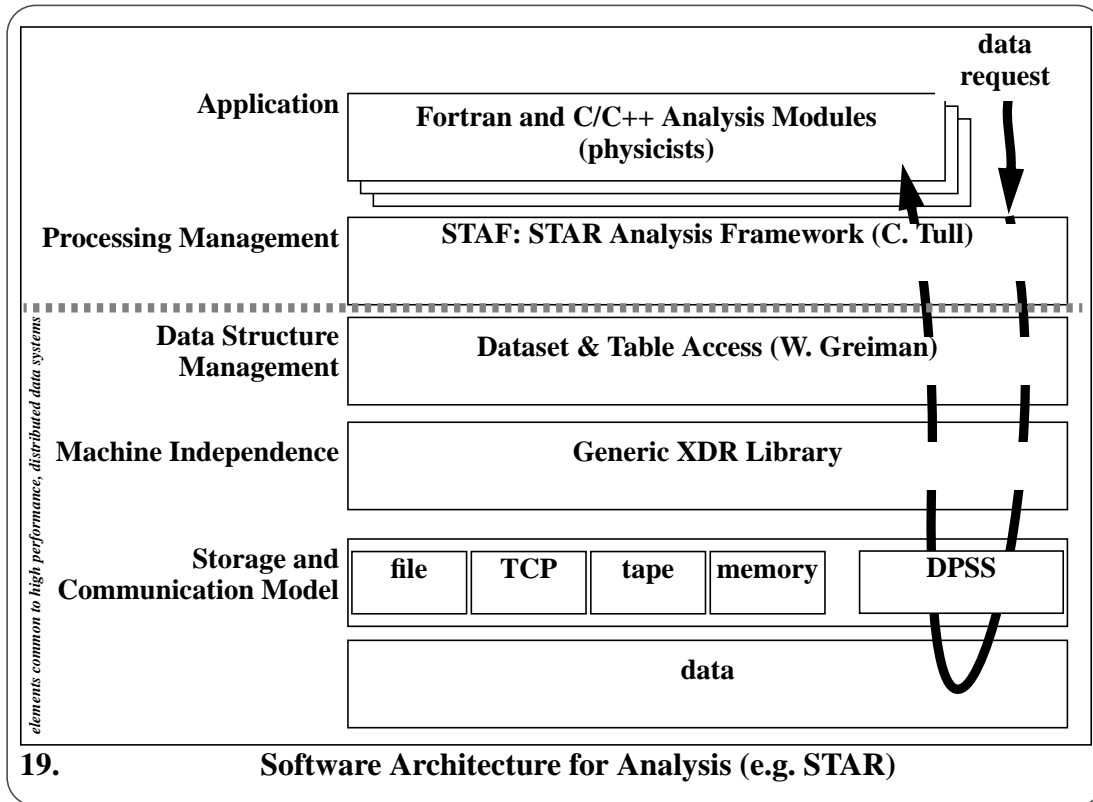 data
request
Application
Fortran and C/C++ Analysis Modules
(physicists)
Processing Management
STAF: STAR Analysis Framework (C. Tull)
elements common to high performance, distributed data systems
Data Structure
Management
Dataset & Table Access (W. Greiman)
Machine Independence
Generic XDR Library
Storage and
Communication Model
file
TCP
tape
memory
DPSS
data
19.
Software Architecture for Analysis (e.g. STAR)